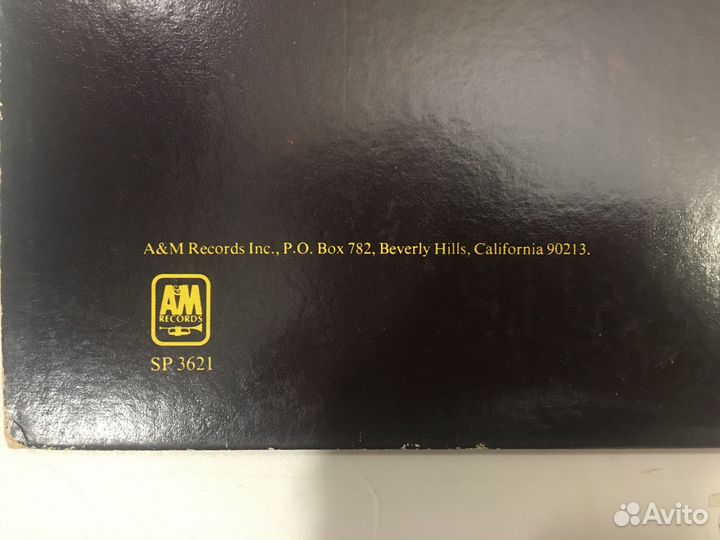 A&M Records Inc., P.O. Box 782, Beverly Hills, California 90213.
A&M
RECORDS
SP 3621
Avito